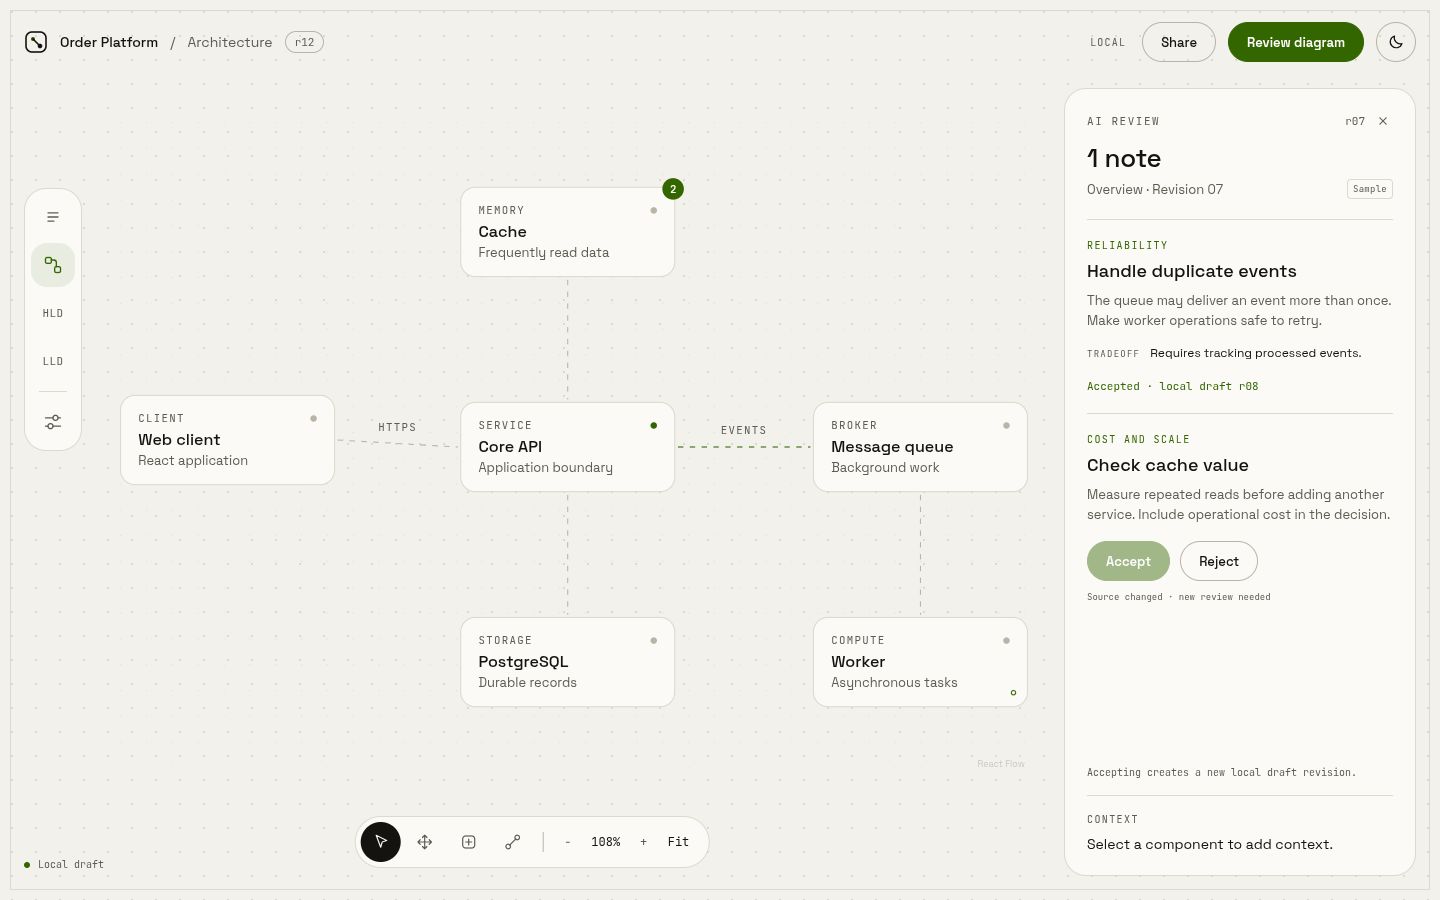 Order Platform / Architecture r12
LOCAL
Share
Review diagram
HLD
LLD
2
MEMORY
Cache
Frequently read data
CLIENT
Web client
React application
HTTPS
SERVICE
Core API
Application boundary
EVENTS
BROKER
Message queue
Background work
STORAGE
PostgreSQL
Durable records
COMPUTE
Worker
Asynchronous tasks
React Flow
- 108% + Fit
Local draft
AI REVIEW r07
1 note
Overview · Revision 07 Sample
RELIABILITY
Handle duplicate events
The queue may deliver an event more than once.
Make worker operations safe to retry.
TRADEOFF Requires tracking processed events.
Accepted · local draft r08
COST AND SCALE
Check cache value
Measure repeated reads before adding another
service. Include operational cost in the decision.
Accept Reject
Source changed · new review needed
Accepting creates a new local draft revision.
CONTEXT
Select a component to add context.